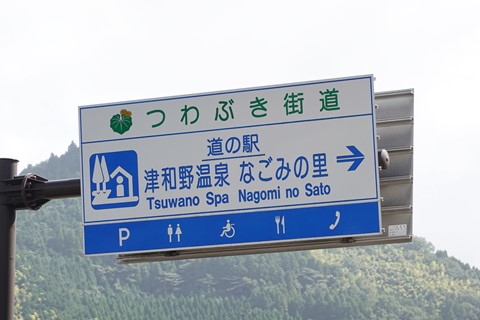 つわぶき街道
道の駅
津和野温泉 なごみの里
Tsuwano Spa Nagomi no Sato
P